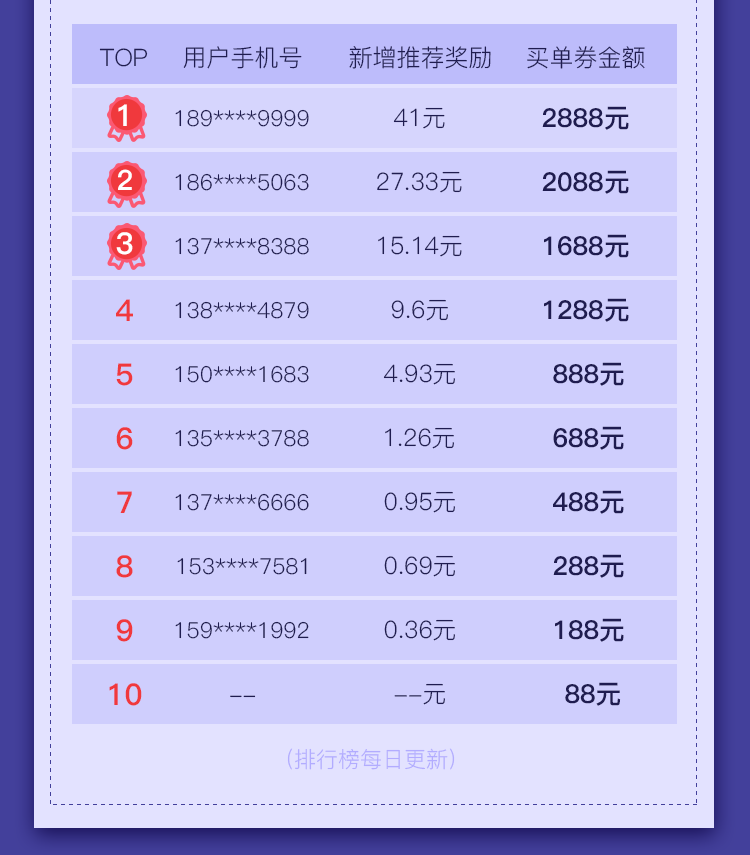 TOP 用户手机号 新增推荐奖励 买单券金额
1 189****9999 41元 2888元
2 186****5063 27.33元 2088元
3 137****8388 15.14元 1688元
4 138****4879 9.6元 1288元
5 150****1683 4.93元 888元
6 135****3788 1.26元 688元
7 137****6666 0.95元 488元
8 153****7581 0.69元 288元
9 159****1992 0.36元 188元
10 -- --元 88元
（排行榜每日更新）